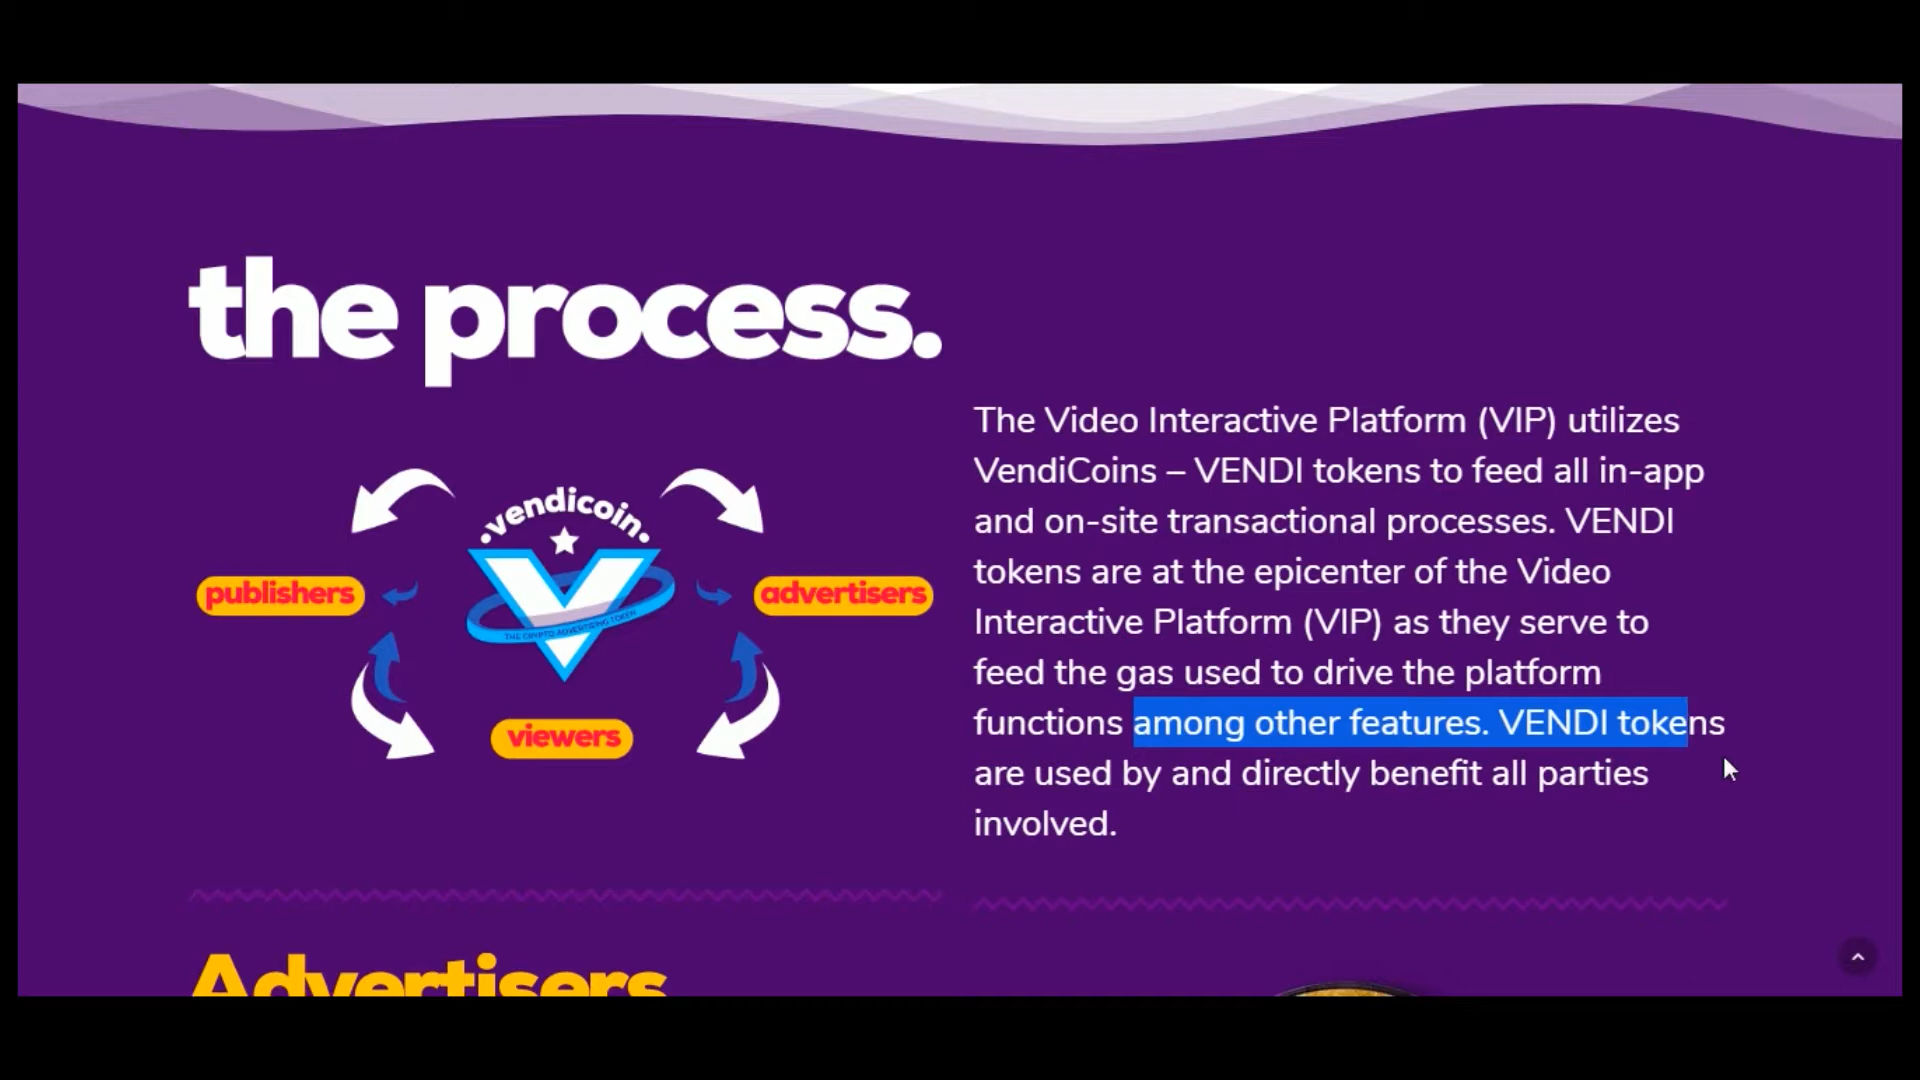 the process.
The Video Interactive Platform (VIP) utilizes
VendiCoins – VENDI tokens to feed all in-app
and on-site transactional processes. VENDI
tokens are at the epicenter of the Video
Interactive Platform (VIP) as they serve to
feed the gas used to drive the platform
functions among other features. VENDI tokens
are used by and directly benefit all parties
involved.
•vendicoin•
THE CRYPTO ADVERTISING TOKEN
publishers
advertisers
viewers
Advertisers